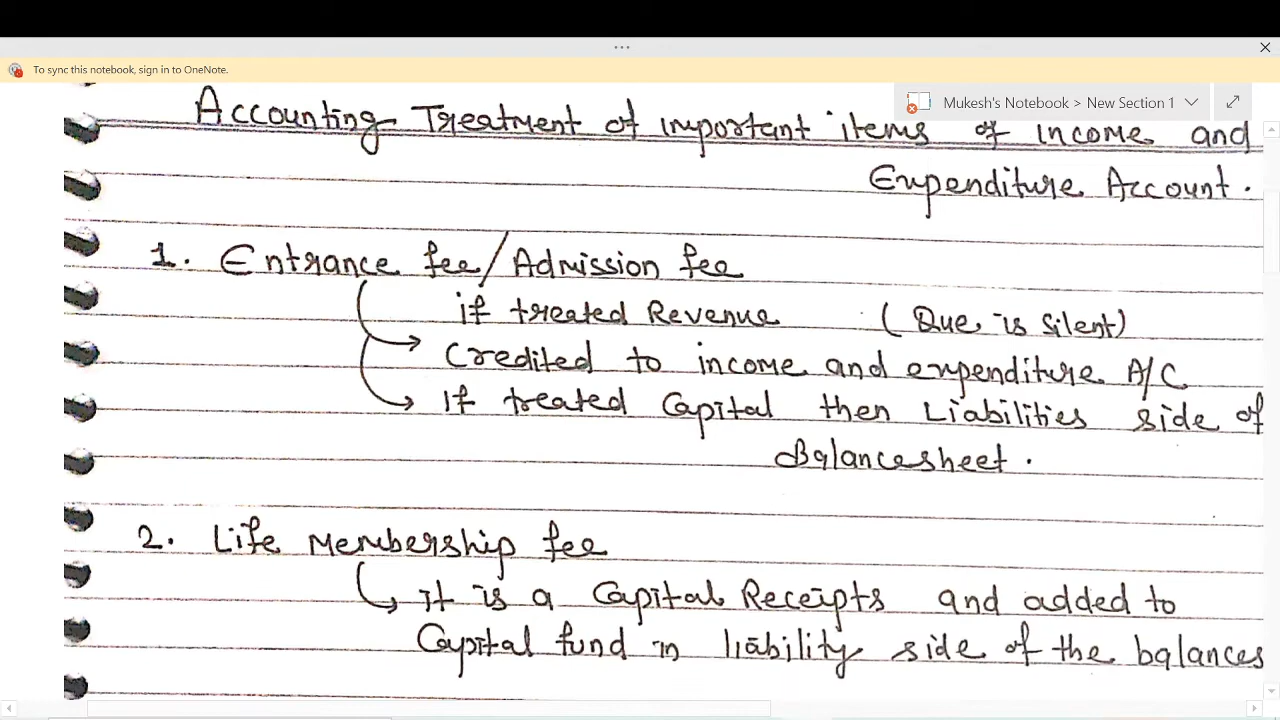 To sync this notebook, sign in to OneNote.
Mukesh's Notebook > New Section 1
Accounting Treatment of important items of income and
Expenditure Account.
1. Entrance fee/Admission fee
if treated Revenue (Que is silent)
Credited to income and expenditure A/C
If treated Capital then Liabilities side of
Balancesheet.
2. Life Membership fee
it is a Capital Receipts and added to
Capital fund in liability side of the balances